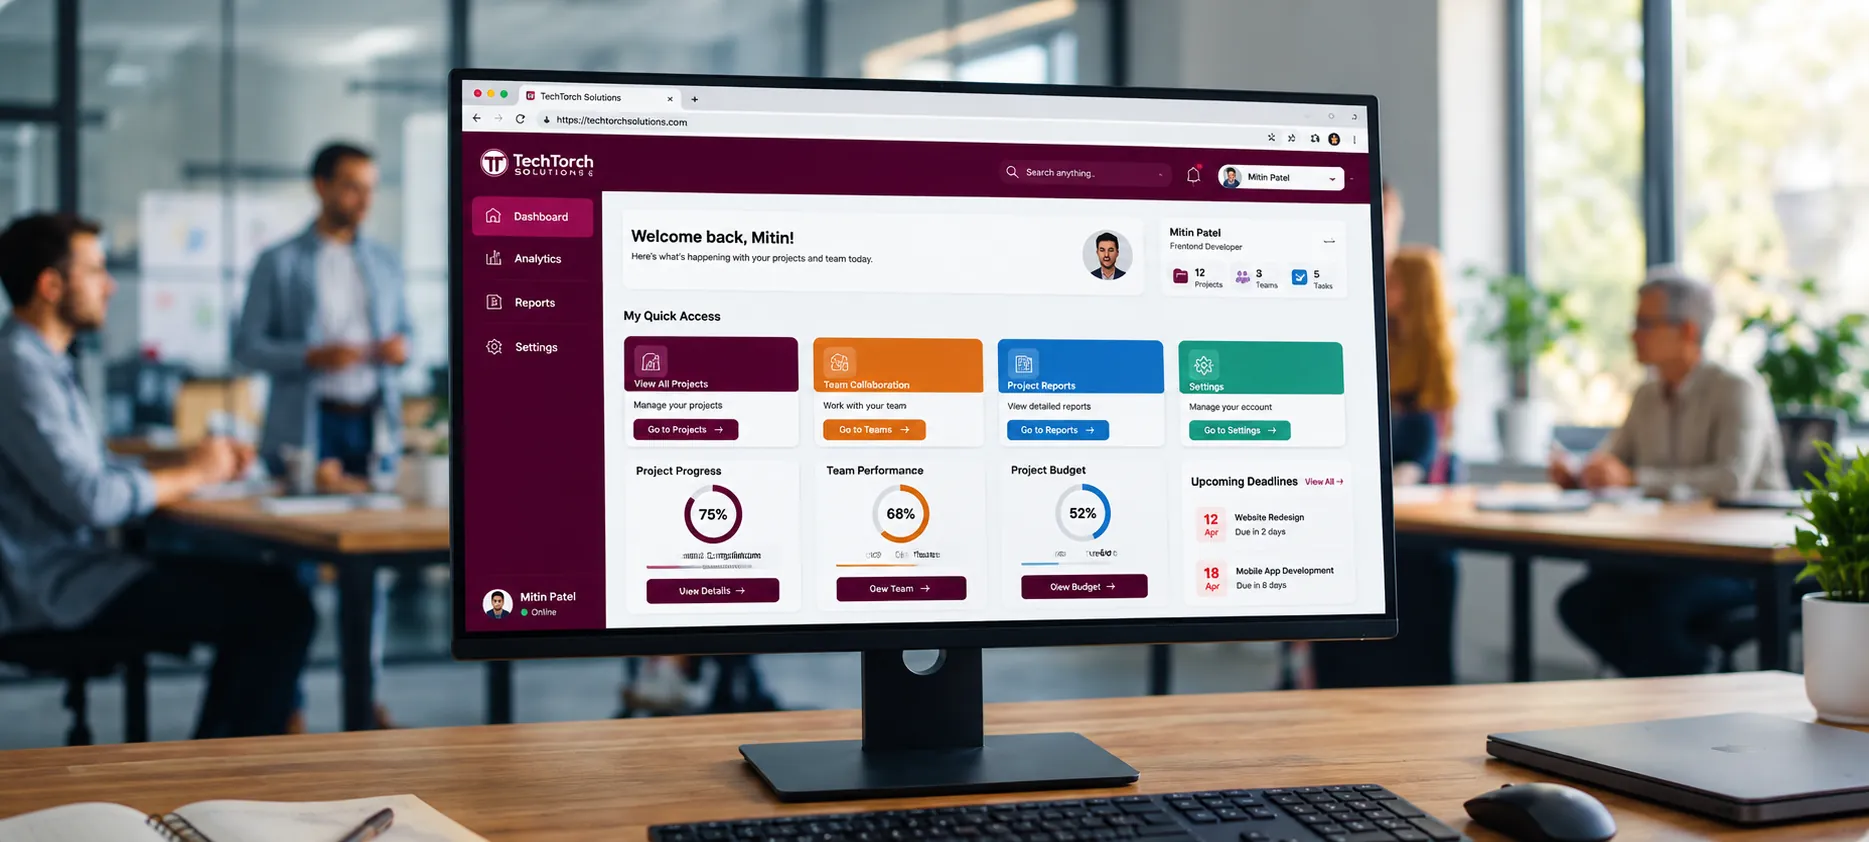 TechTorch Solutions
https://techtorchsolutions.com
TechTorch
SOLUTIONS
Search anything..
Mitin Patel
Dashboard
Analytics
Reports
Settings
Mitin Patel
Online
Welcome back, Mitin!
Here's what's happening with your projects and team today.
Mitin Patel
Frentond Developer
12
Projects
3
Teams
5
Tasks
My Quick Access
View All Projects
Manage your projects
Go to Projects →
Team Collaboration
Work with your team
Go to Teams →
Project Reports
View detailed reports
Go to Reports →
Settings
Manage your account
Go to Settings →
Project Progress
75%
View Details →
Team Performance
68%
Oew Team →
Project Budget
52%
Oiew Budget →
Upcoming Deadlines
View All →
12
Apr
Website Redesign
Due in 2 days
18
Apr
Mobile App Development
Due in 8 days